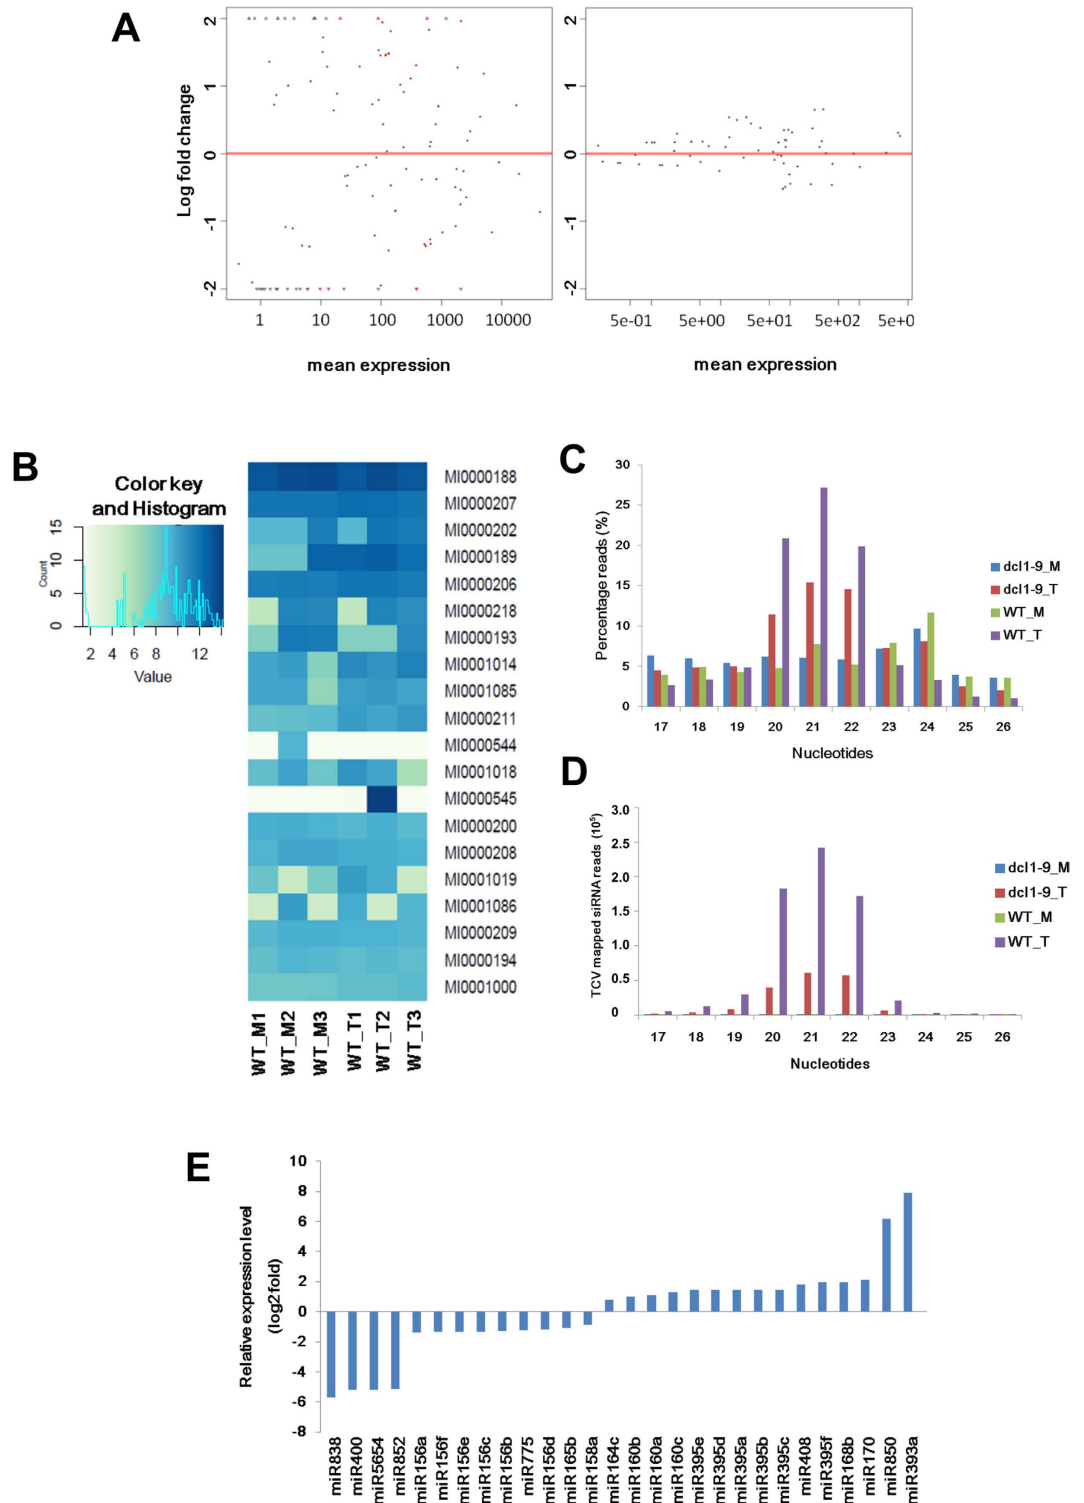 A
2
1
0
-1
-2
Log fold change
1 10 100 1000 10000
mean expression
2
1
0
-1
-2
5e-01 5e+00 5e+01 5e+02 5e+0
mean expression
B
Color key
and Histogram
Count
15
10
5
0
2 4 6 8 12
Value
MI0000188
MI0000207
MI0000202
MI0000189
MI0000206
MI0000218
MI0000193
MI0001014
MI0001085
MI0000211
MI0000544
MI0001018
MI0000545
MI0000200
MI0000208
MI0001019
MI0001086
MI0000209
MI0000194
MI0001000
WT_M1
WT_M2
WT_M3
WT_T1
WT_T2
WT_T3
C
Percentage reads (%)
30
25
20
15
10
5
0
17 18 19 20 21 22 23 24 25 26
Nucleotides
dcl1-9_M
dcl1-9_T
WT_M
WT_T
D
TCV mapped siRNA reads (10⁵)
3.0
2.5
2.0
1.5
1.0
0.5
0
17 18 19 20 21 22 23 24 25 26
Nucleotides
dcl1-9_M
dcl1-9_T
WT_M
WT_T
E
Relative expression level
(log2fold)
10
8
6
4
2
0
-2
-4
-6
-8
miR838
miR400
miR5654
miR852
miR156a
miR156f
miR156e
miR156c
miR156b
miR775
miR156d
miR165b
miR158a
miR164c
miR160b
miR160a
miR160c
miR395e
miR395d
miR395a
miR395b
miR395c
miR408
miR395f
miR168b
miR170
miR850
miR393a